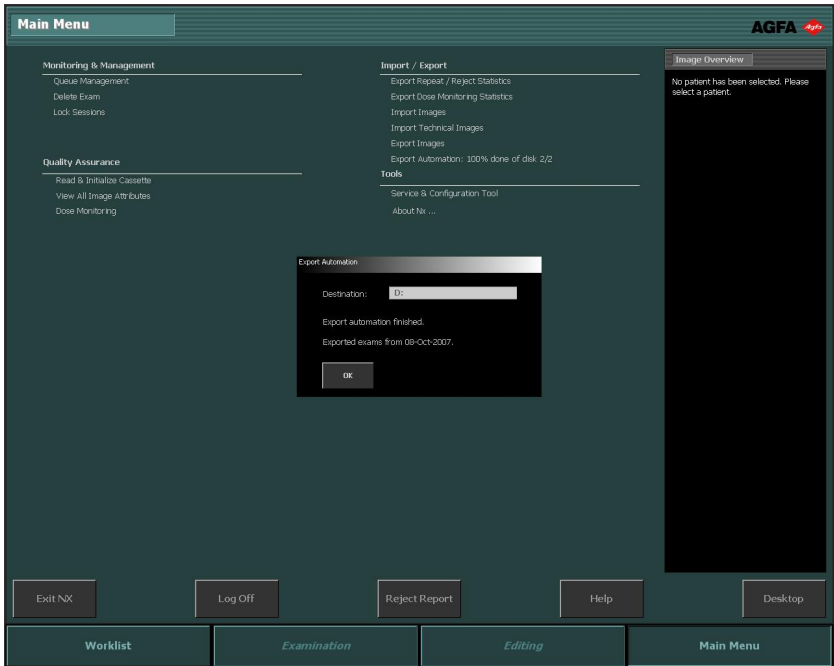 Main Menu
AGFA
Monitoring & Management
Queue Management
Delete Exam
Lock Sessions
Quality Assurance
Read & Initialize Cassette
View All Image Attributes
Dose Monitoring
Import / Export
Export Repeat / Reject Statistics
Export Dose Monitoring Statistics
Import Images
Import Technical Images
Export Images
Export Automation: 100% done of disk 2/2
Tools
Service & Configuration Tool
About Nx ...
Image Overview
No patient has been selected. Please
select a patient.
Export Automation
Destination: D:
Export automation finished.
Exported exams from 08-Oct-2007.
OK
Exit NX
Log Off
Reject Report
Help
Desktop
Worklist
Examination
Editing
Main Menu